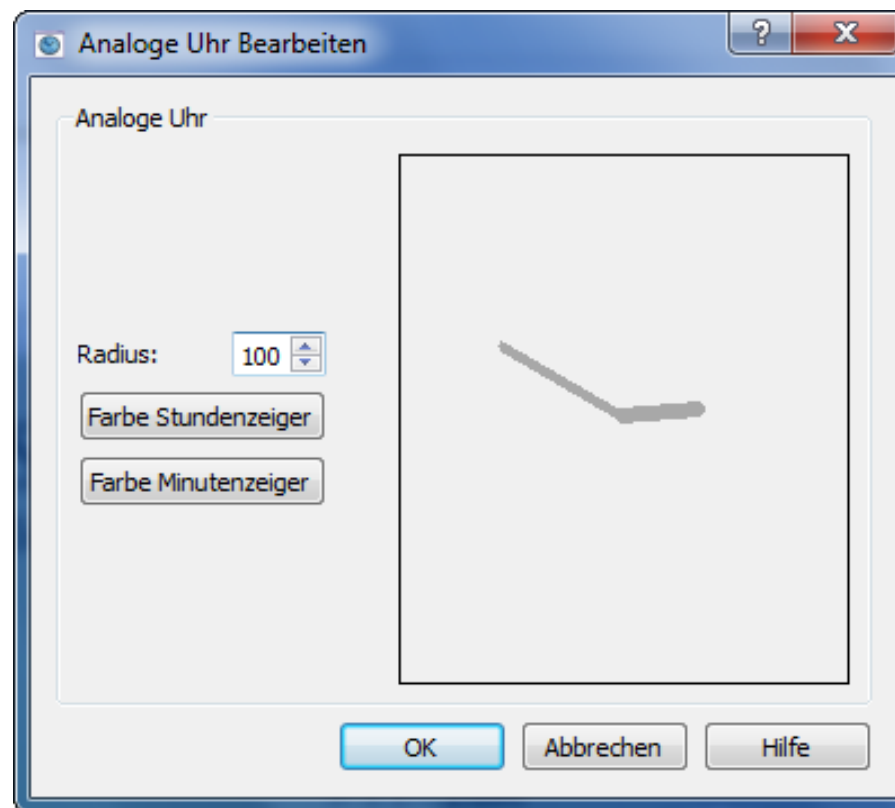 Analoge Uhr Bearbeiten
?
Analoge Uhr
Radius: 100
Farbe Stundenzeiger
Farbe Minutenzeiger
OK Abbrechen Hilfe